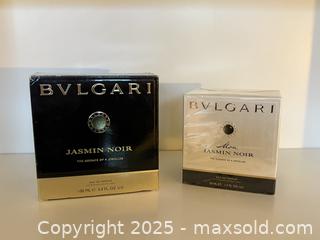 BVLGARI
JASMIN NOIR
THE ESSENCE OF A JEWELLER
BVLGARI
Mon
JASMIN NOIR
THE ESSENCE OF A JEWELLER
Copyright © 2025 - maxsold.com